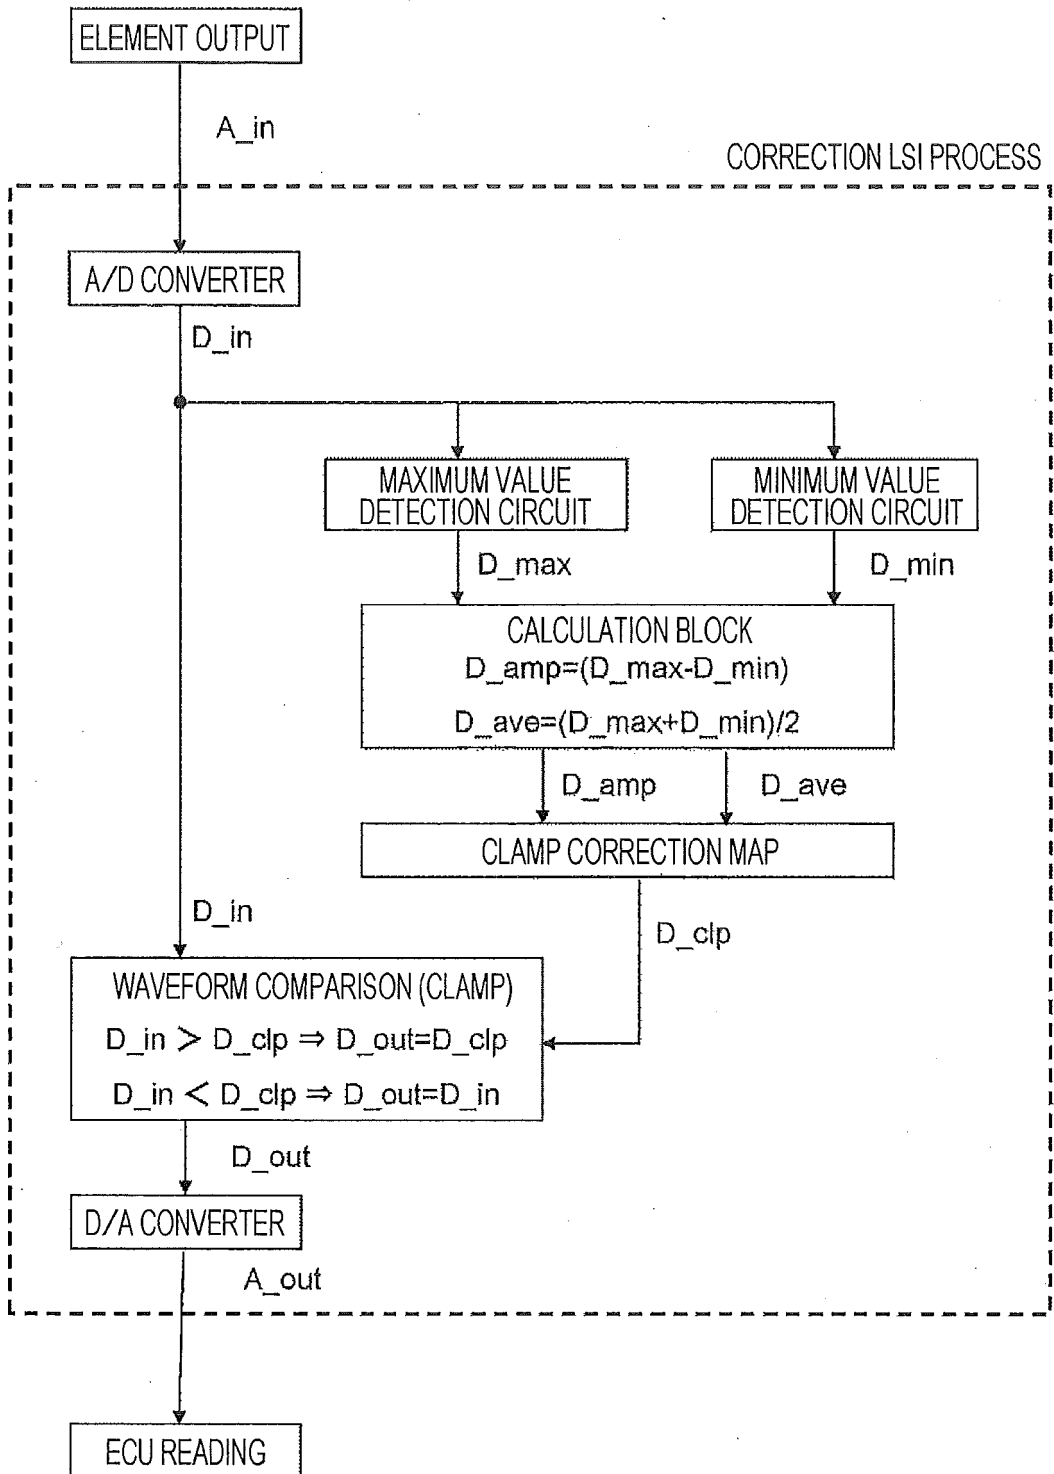 ELEMENT OUTPUT
A_in
CORRECTION LSI PROCESS
A/D CONVERTER
D_in
MAXIMUM VALUE
DETECTION CIRCUIT
MINIMUM VALUE
DETECTION CIRCUIT
D_max
D_min
CALCULATION BLOCK
D_amp=(D_max-D_min)
D_ave=(D_max+D_min)/2
D_amp
D_ave
CLAMP CORRECTION MAP
D_in
D_clp
WAVEFORM COMPARISON (CLAMP)
D_in > D_clp ⇒ D_out=D_clp
D_in < D_clp ⇒ D_out=D_in
D_out
D/A CONVERTER
A_out
ECU READING